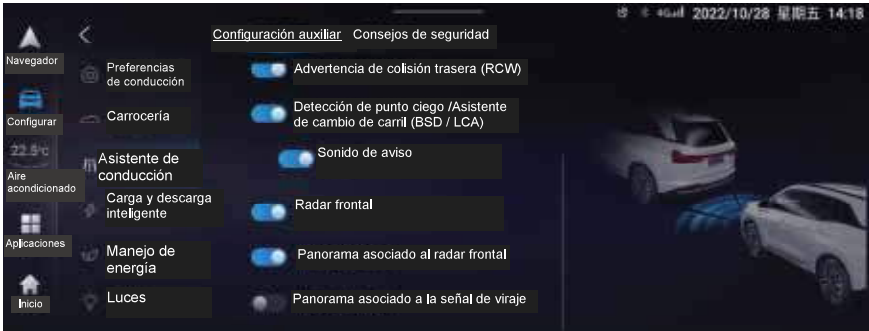 2022/10/28 星期五 14:18
Configuración auxiliar Consejos de seguridad
Navegador
Configurar
22.5°C
Aire
acondicionado
Aplicaciones
Inicio
Preferencias
de conducción
Carrocería
Asistente de
conducción
Carga y descarga
inteligente
Manejo de
energía
Luces
Advertencia de colisión trasera (RCW)
Detección de punto ciego /Asistente
de cambio de carril (BSD / LCA)
Sonido de aviso
Radar frontal
Panorama asociado al radar frontal
Panorama asociado a la señal de viraje